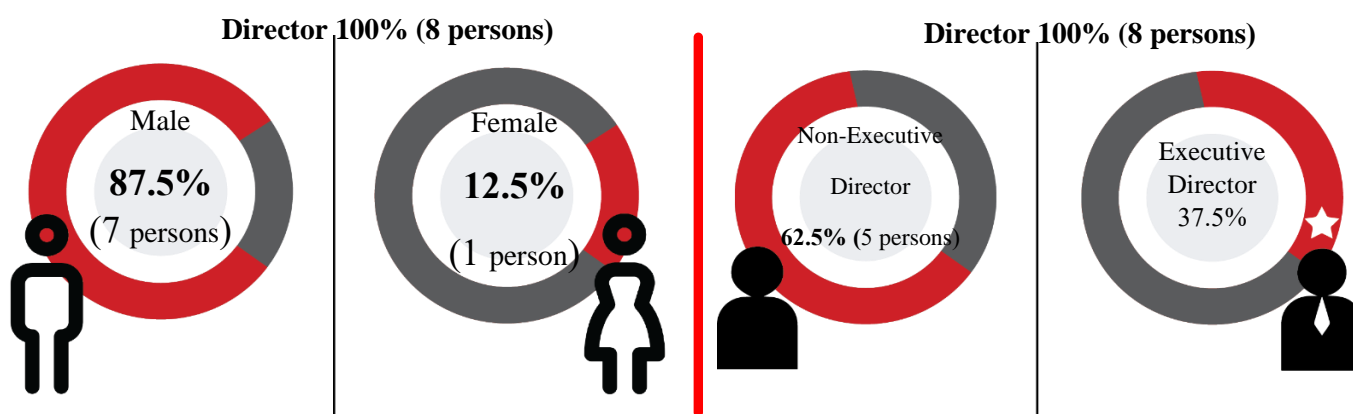 Director 100% (8 persons)
Male
87.5%
(7 persons)
Female
12.5%
(1 person)
Director 100% (8 persons)
Non-Executive
Director
62.5% (5 persons)
Executive
Director
37.5%